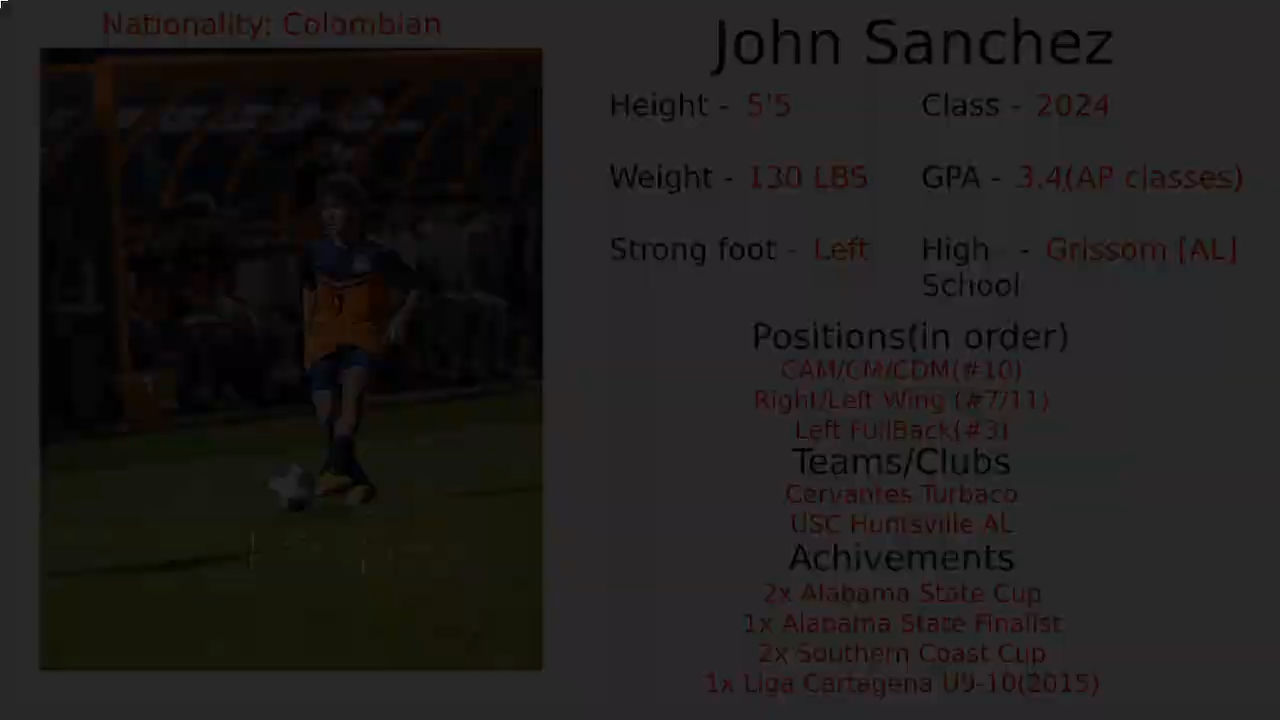 Nationality: Colombian
John Sanchez
Height - 5'5
Class - 2024
Weight - 130 LBS
GPA - 3.4(AP classes)
Strong foot - Left
High School - Grissom [AL]
Positions(in order)
CAM/CM/CDM(#10)
Right/Left Wing (#7/11)
Left FullBack(#3)
Teams/Clubs
Cervantes Turbaco
USC Huntsville AL
Achivements
2x Alabama State Cup
1x Alabama State Finalist
2x Southern Coast Cup
1x Liga Cartagena U9-10(2015)